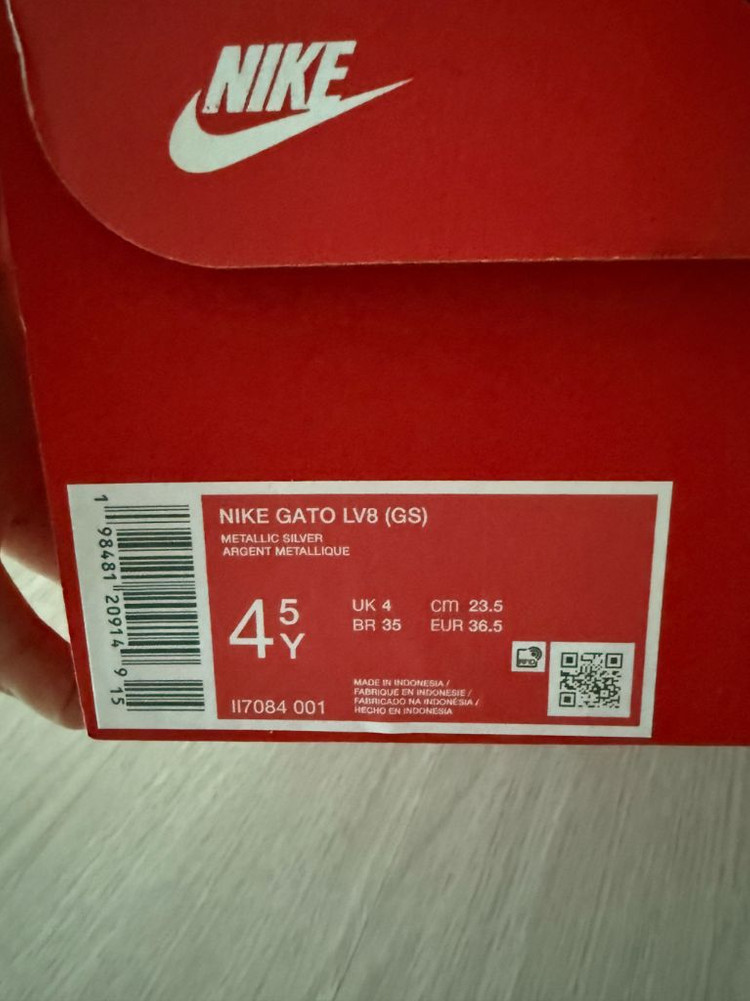 NIKE
NIKE GATO LV8 (GS)
METALLIC SILVER
ARGENT METALLIQUE
4 5 Y
UK 4 cm 23.5
BR 35 EUR 36.5
II7084 001
MADE IN INDONESIA /
FABRIQUE EN INDONESIE /
FABRICADO NA INDONÉSIA /
HECHO EN INDONESIA
RFID
1 98481 20914 9 15